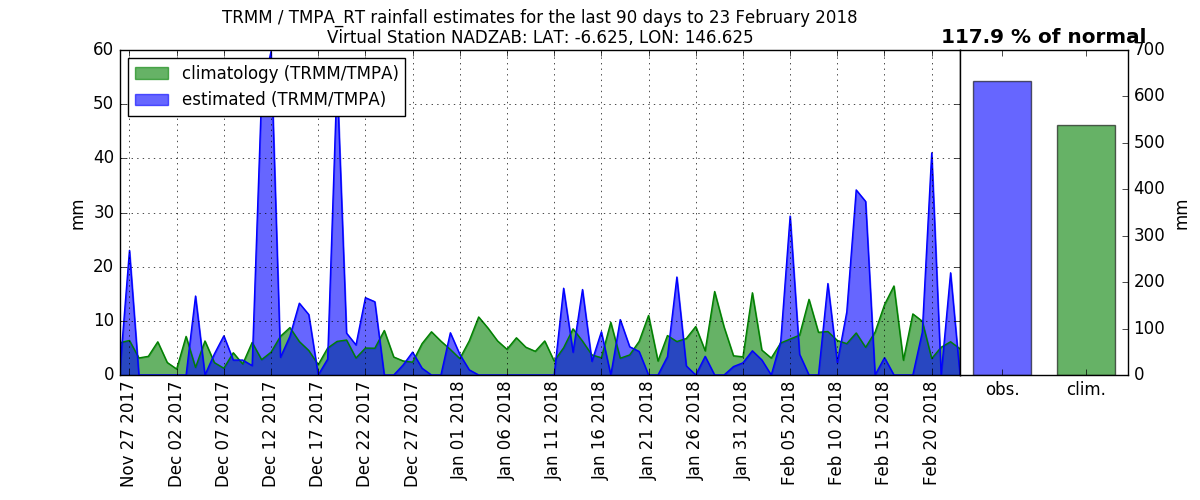 TRMM / TMPA_RT rainfall estimates for the last 90 days to 23 February 2018
Virtual Station NADZAB: LAT: -6.625, LON: 146.625
117.9 % of normal
climatology (TRMM/TMPA)
estimated (TRMM/TMPA)
60
50
40
30
20
10
0
mm
Nov 27 2017
Dec 02 2017
Dec 07 2017
Dec 12 2017
Dec 17 2017
Dec 22 2017
Dec 27 2017
Jan 01 2018
Jan 06 2018
Jan 11 2018
Jan 16 2018
Jan 21 2018
Jan 26 2018
Jan 31 2018
Feb 05 2018
Feb 10 2018
Feb 15 2018
Feb 20 2018
700
600
500
400
300
200
100
0
mm
obs.
clim.